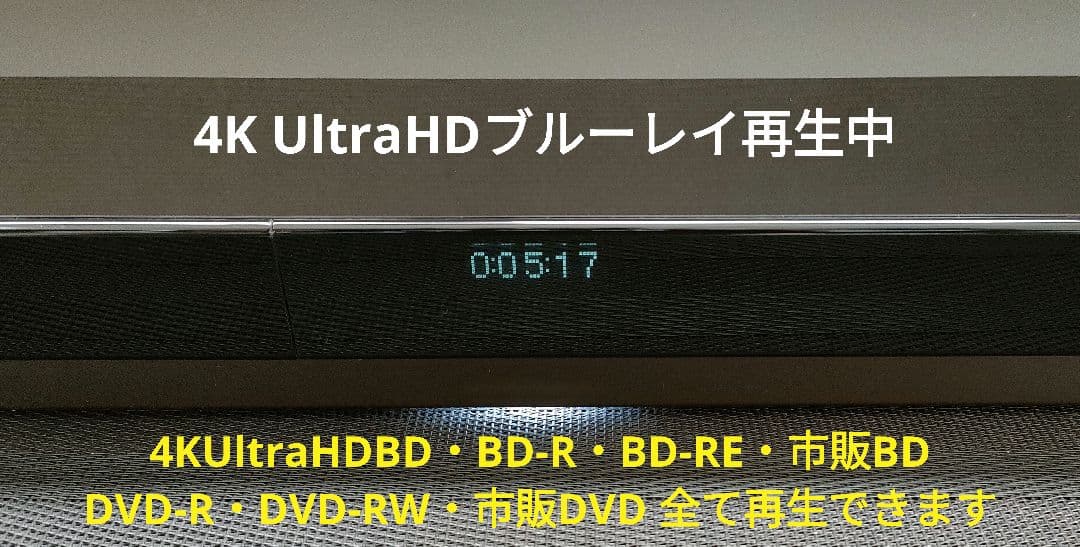 4K UltraHDブルーレイ再生中
0:05:17
4KUltraHDBD・BD-R・BD-RE・市販BD
DVD-R・DVD-RW・市販DVD 全て再生できます